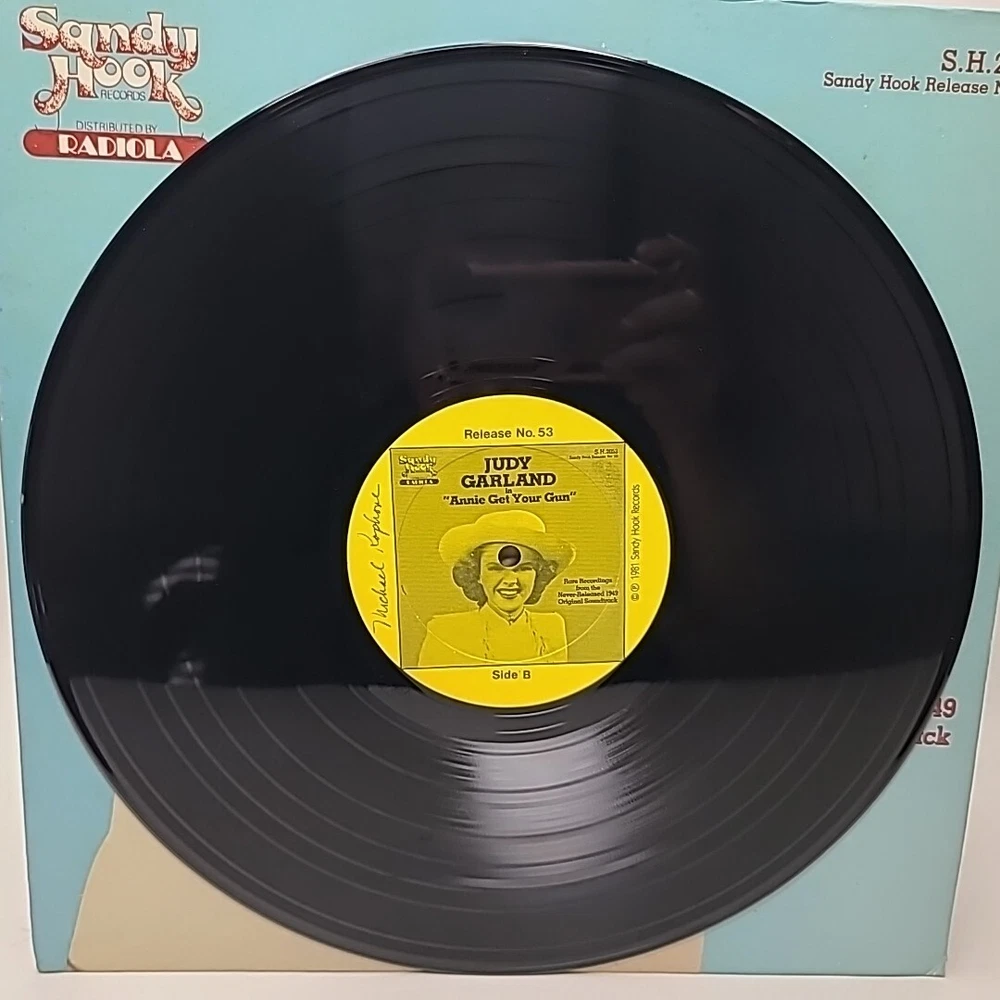 Sandy
Hook
RECORDS
DISTRIBUTED BY
RADIOLA
S.H.2
Sandy Hook Release N
Release No. 53
Sandy
Hook
RADIOLA
S.H.2053
Sandy Hook Release No. 53
JUDY
GARLAND
in
"Annie Get Your Gun"
Rare Recordings
from the
Never-Released 1949
Original Soundtrack
© ℗ 1981 Sandy Hook Records
Michael
Side B
49
ck